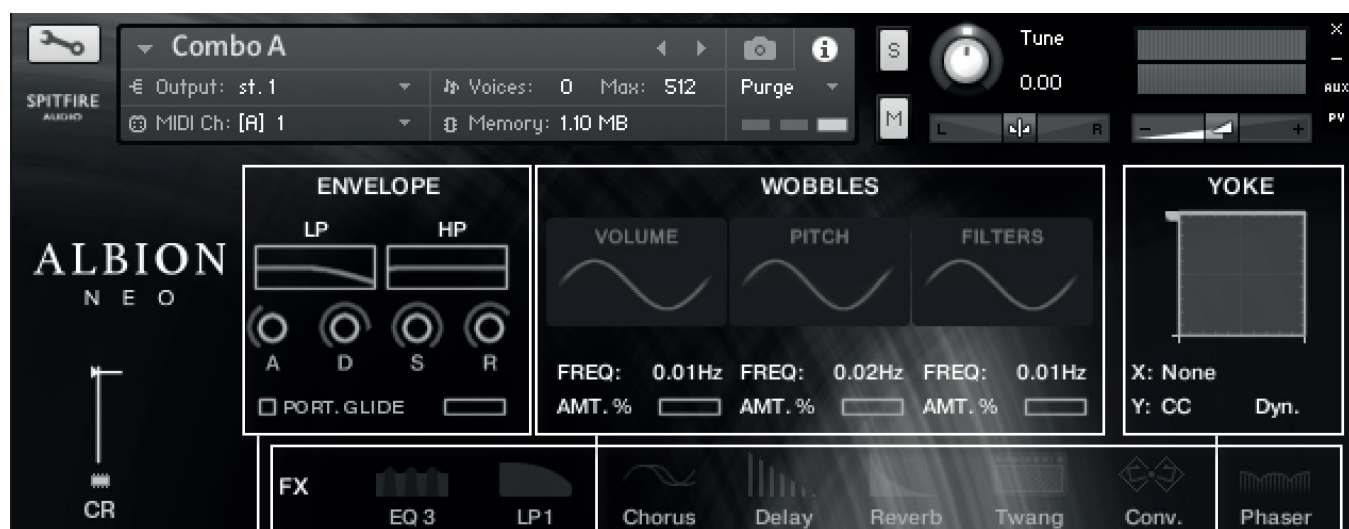 Combo A
S
Tune
0.00
x
-
AUX
PV
SPITFIRE
AUDIO
Output: st. 1
Voices: 0 Max: 512
Purge
MIDI Ch: [A] 1
Memory: 1.10 MB
M
L R
- +
ALBION
NEO
CR
ENVELOPE
LP HP
A D S R
PORT. GLIDE
WOBBLES
VOLUME PITCH FILTERS
FREQ: 0.01Hz FREQ: 0.02Hz FREQ: 0.01Hz
AMT. % AMT. % AMT. %
YOKE
X: None
Y: CC Dyn.
FX
EQ 3 LP1 Chorus Delay Reverb Twang Conv. Phaser